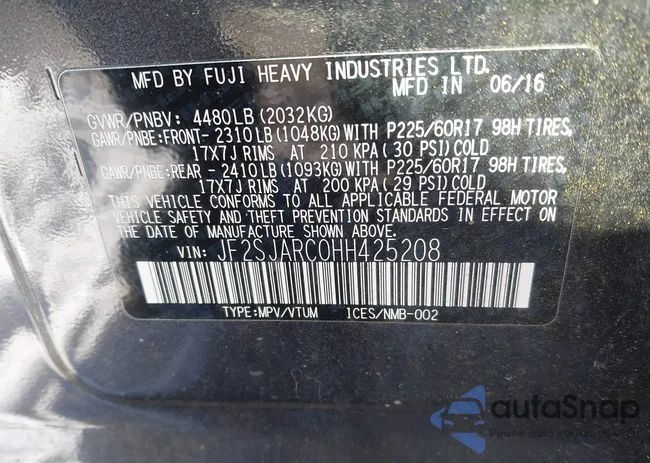 MFD BY FUJI HEAVY INDUSTRIES LTD.
MFD IN 06/16
GVWR/PNBV: 4480LB(2032KG)
GAWR/PNBE:FRONT- 2310LB(1048KG) WITH P225/60R17 98H TIRES,
17X7J RIMS AT 210 KPA( 30 PSI) COLD
GAWR/PNBE:REAR - 2410LB(1093KG) WITH P225/60R17 98H TIRES,
17X7J RIMS AT 200 KPA( 29 PSI) COLD
THIS VEHICLE CONFORMS TO ALL APPLICABLE FEDERAL MOTOR
VEHICLE SAFETY AND THEFT PREVENTION STANDARDS IN EFFECT ON
THE DATE OF MANUFACTURE SHOWN ABOVE.
VIN: JF2SJARC0HH425208
TYPE:MPV/VTUM ICES/NMB-002
autaSnap
Pewne auto z ausdanap